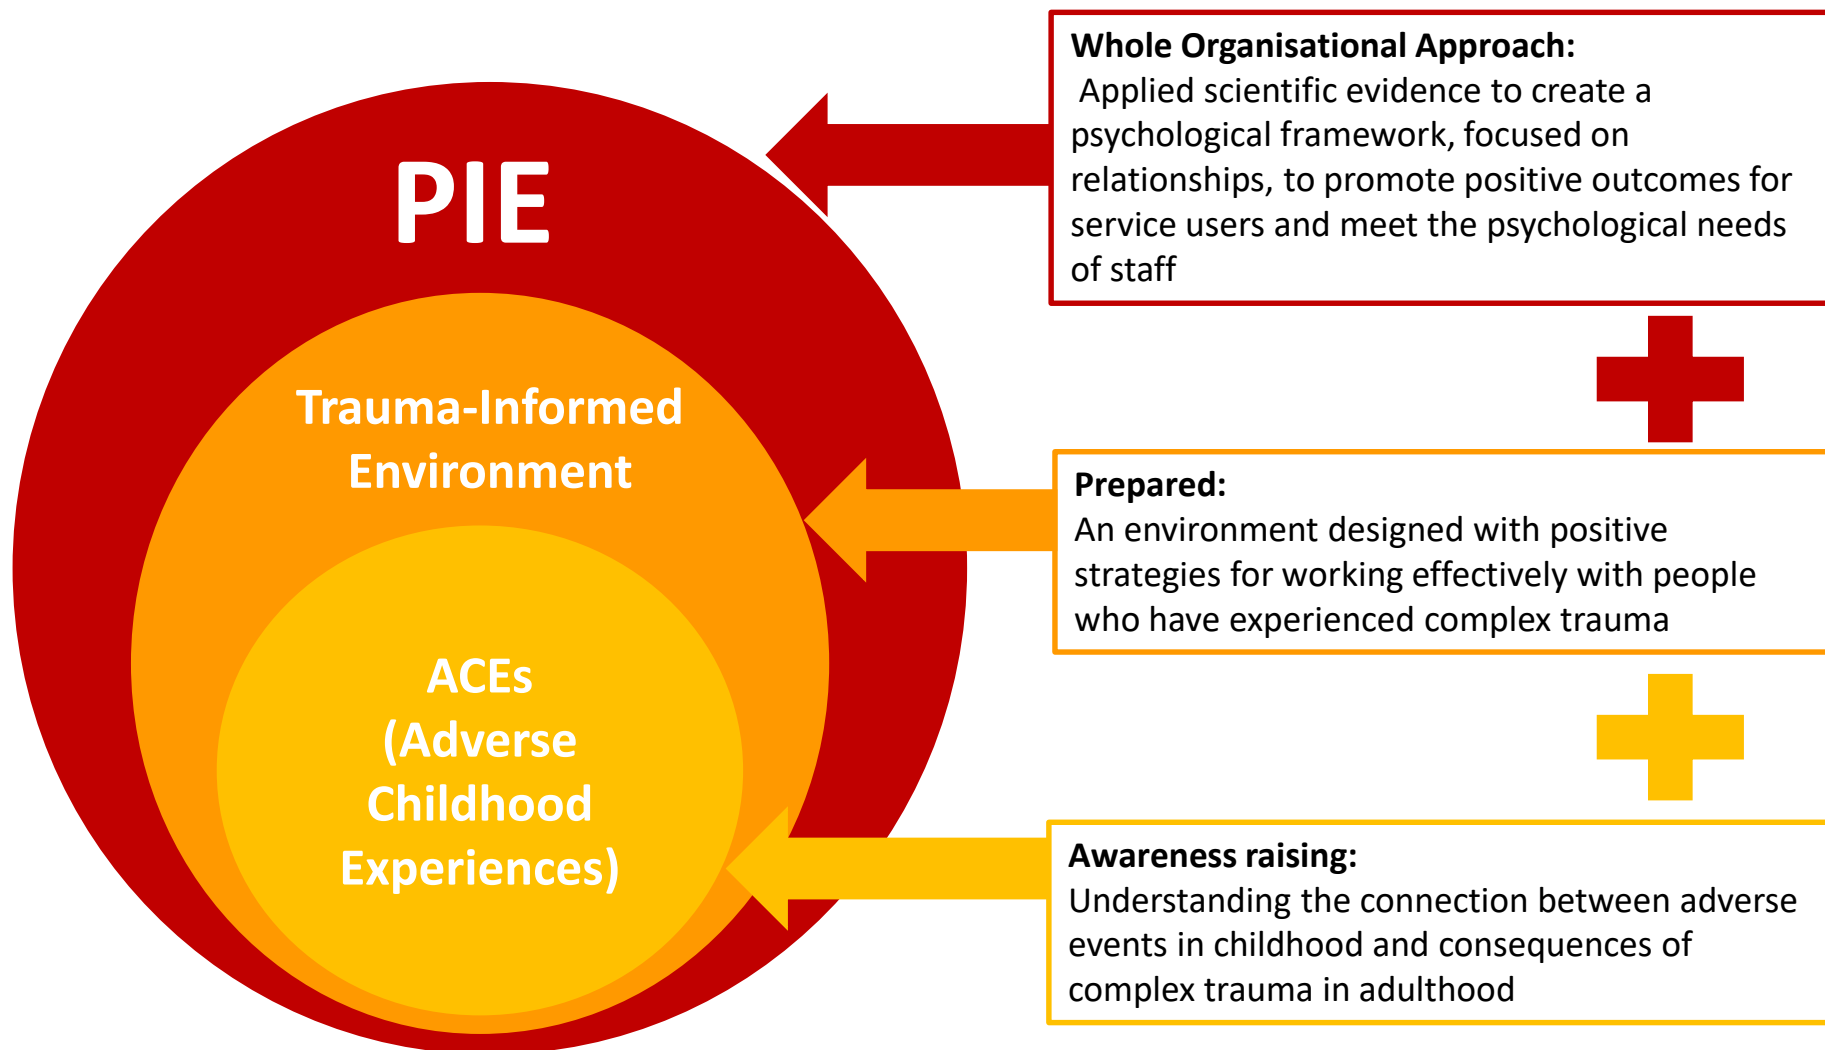 PIE
Trauma-Informed
Environment
ACEs
(Adverse
Childhood
Experiences)
Whole Organisational Approach:
Applied scientific evidence to create a
psychological framework, focused on
relationships, to promote positive outcomes for
service users and meet the psychological needs
of staff
Prepared:
An environment designed with positive
strategies for working effectively with people
who have experienced complex trauma
Awareness raising:
Understanding the connection between adverse
events in childhood and consequences of
complex trauma in adulthood